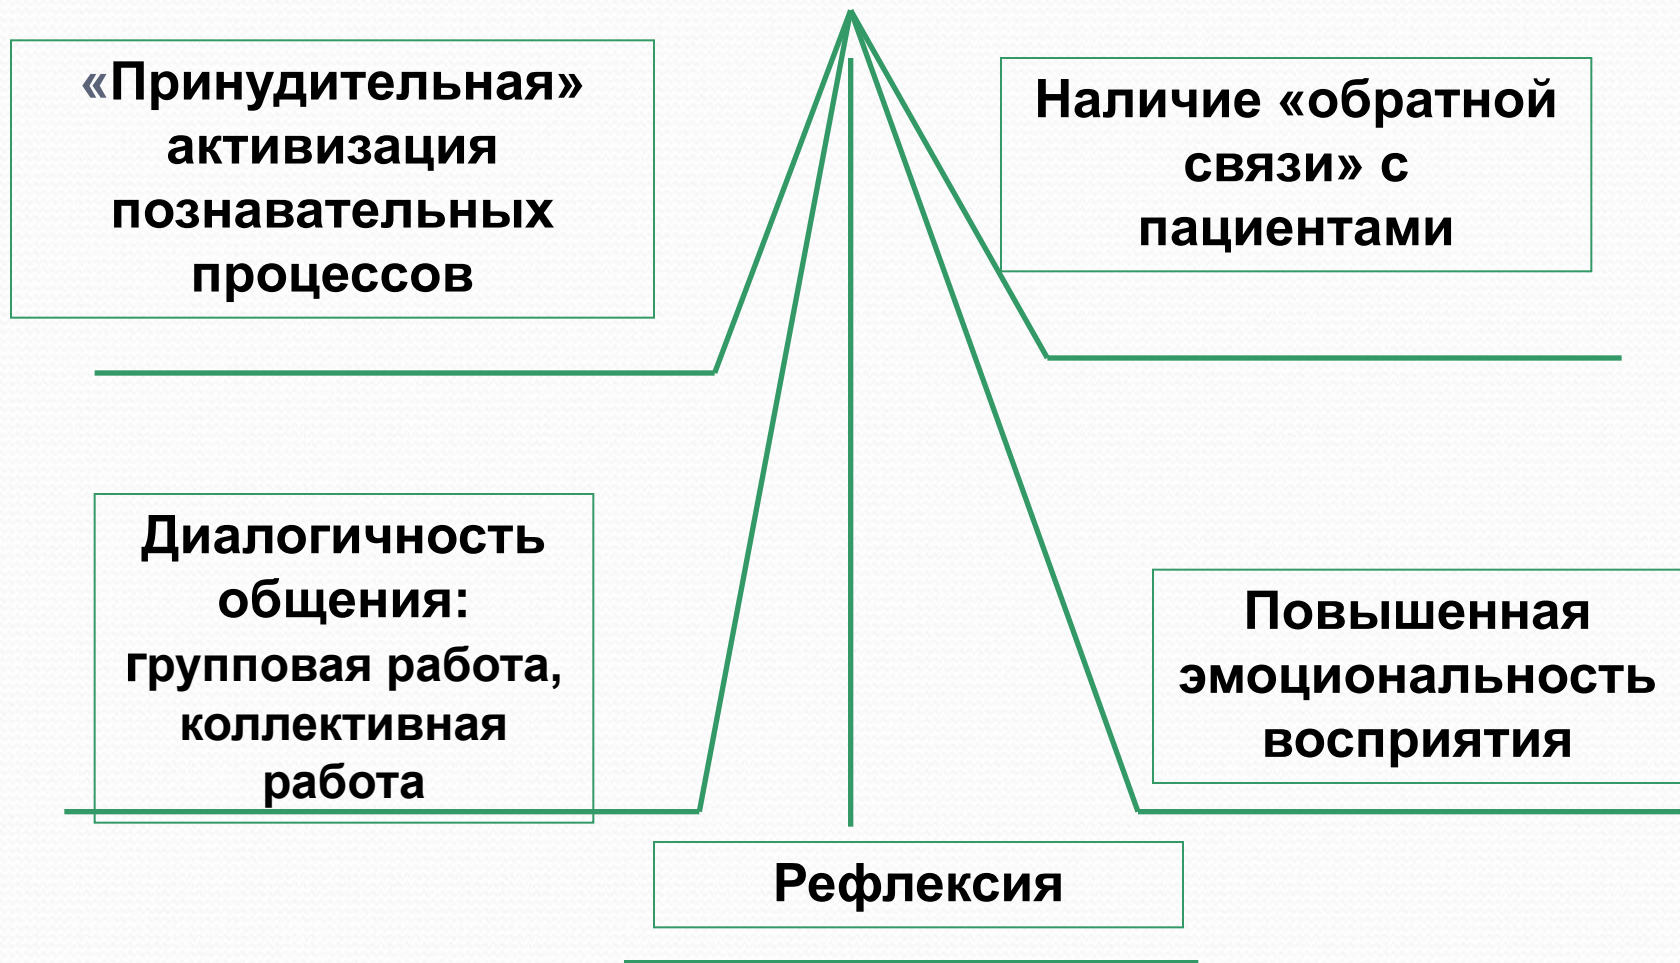 «Принудительная»
активизация
познавательных
процессов
Наличие «обратной
связи» с
пациентами
Диалогичность
общения:
групповая работа,
коллективная
работа
Повышенная
эмоциональность
восприятия
Рефлексия